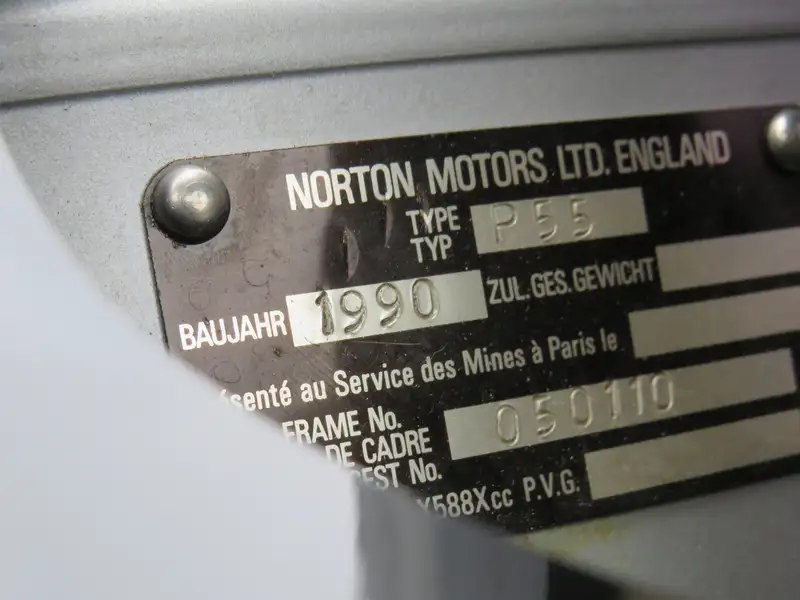 NORTON MOTORS LTD. ENGLAND
TYPE P55
TYP
BAUJAHR 1990 ZUL. GES. GEWICHT
ésenté au Service des Mines à Paris le
FRAME No. 050110
DE CADRE
EST No.
X588Xcc P.V.G.